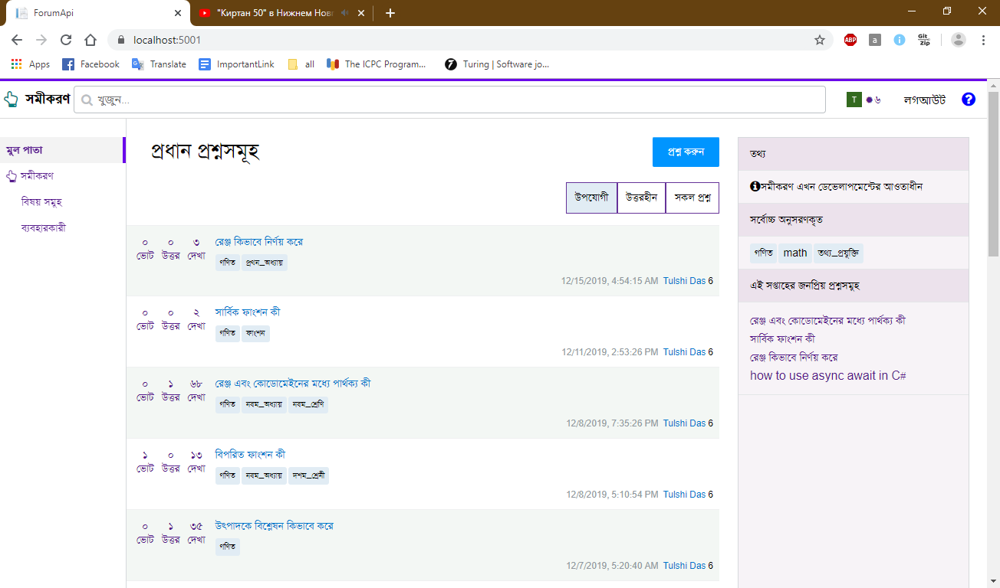 ForumApi
"Киртан 50" в Нижнем Новг
localhost:5001
Apps Facebook Translate ImportantLink all The ICPC Program... Turing | Software jo...
সমীকরণ
খুজুন...
T ৬
লগআউট
মুল পাতা
সমীকরণ
বিষয় সমূহ
ব্যবহারকারী
প্রধান প্রশ্নসমূহ
প্রশ্ন করুন
উপযোগী উত্তরহীন সকল প্রশ্ন
০ ০ ৩
ভোট উত্তর দেখা
রেঞ্জ কিভাবে নির্ণয় করে
গণিত প্রথন_অধ্যায়
12/15/2019, 4:54:15 AM Tulshi Das 6
০ ০ ২
ভোট উত্তর দেখা
সার্বিক ফাংশন কী
গণিত ফাংশন
12/11/2019, 2:53:26 PM Tulshi Das 6
০ ১ ৬৮
ভোট উত্তর দেখা
রেঞ্জ এবং কোডোমেইনের মধ্যে পার্থক্য কী
গণিত নবম_অধ্যায় নবম_শ্রেণি
12/8/2019, 7:35:26 PM Tulshi Das 6
১ ০ ১৩
ভোট উত্তর দেখা
বিপরিত ফাংশন কী
গণিত নবম_অধ্যায় দশম_শ্রেনী
12/8/2019, 5:10:54 PM Tulshi Das 6
০ ১ ৩৫
ভোট উত্তর দেখা
উৎপাদকে বিশ্লেষন কিভাবে করে
গণিত
12/7/2019, 5:20:40 AM Tulshi Das 6
তথ্য
সমীকরণ এখন ডেভেলাপমেন্টের আওতাধীন
সর্বোচ্চ অনুসরণকৃত
গণিত math তথ্য_প্রযুক্তি
এই সপ্তাহের জনপ্রিয় প্রশ্নসমুহ
রেঞ্জ এবং কোডোমেইনের মধ্যে পার্থক্য কী
সার্বিক ফাংশন কী
রেঞ্জ কিভাবে নির্ণয় করে
how to use async await in C#